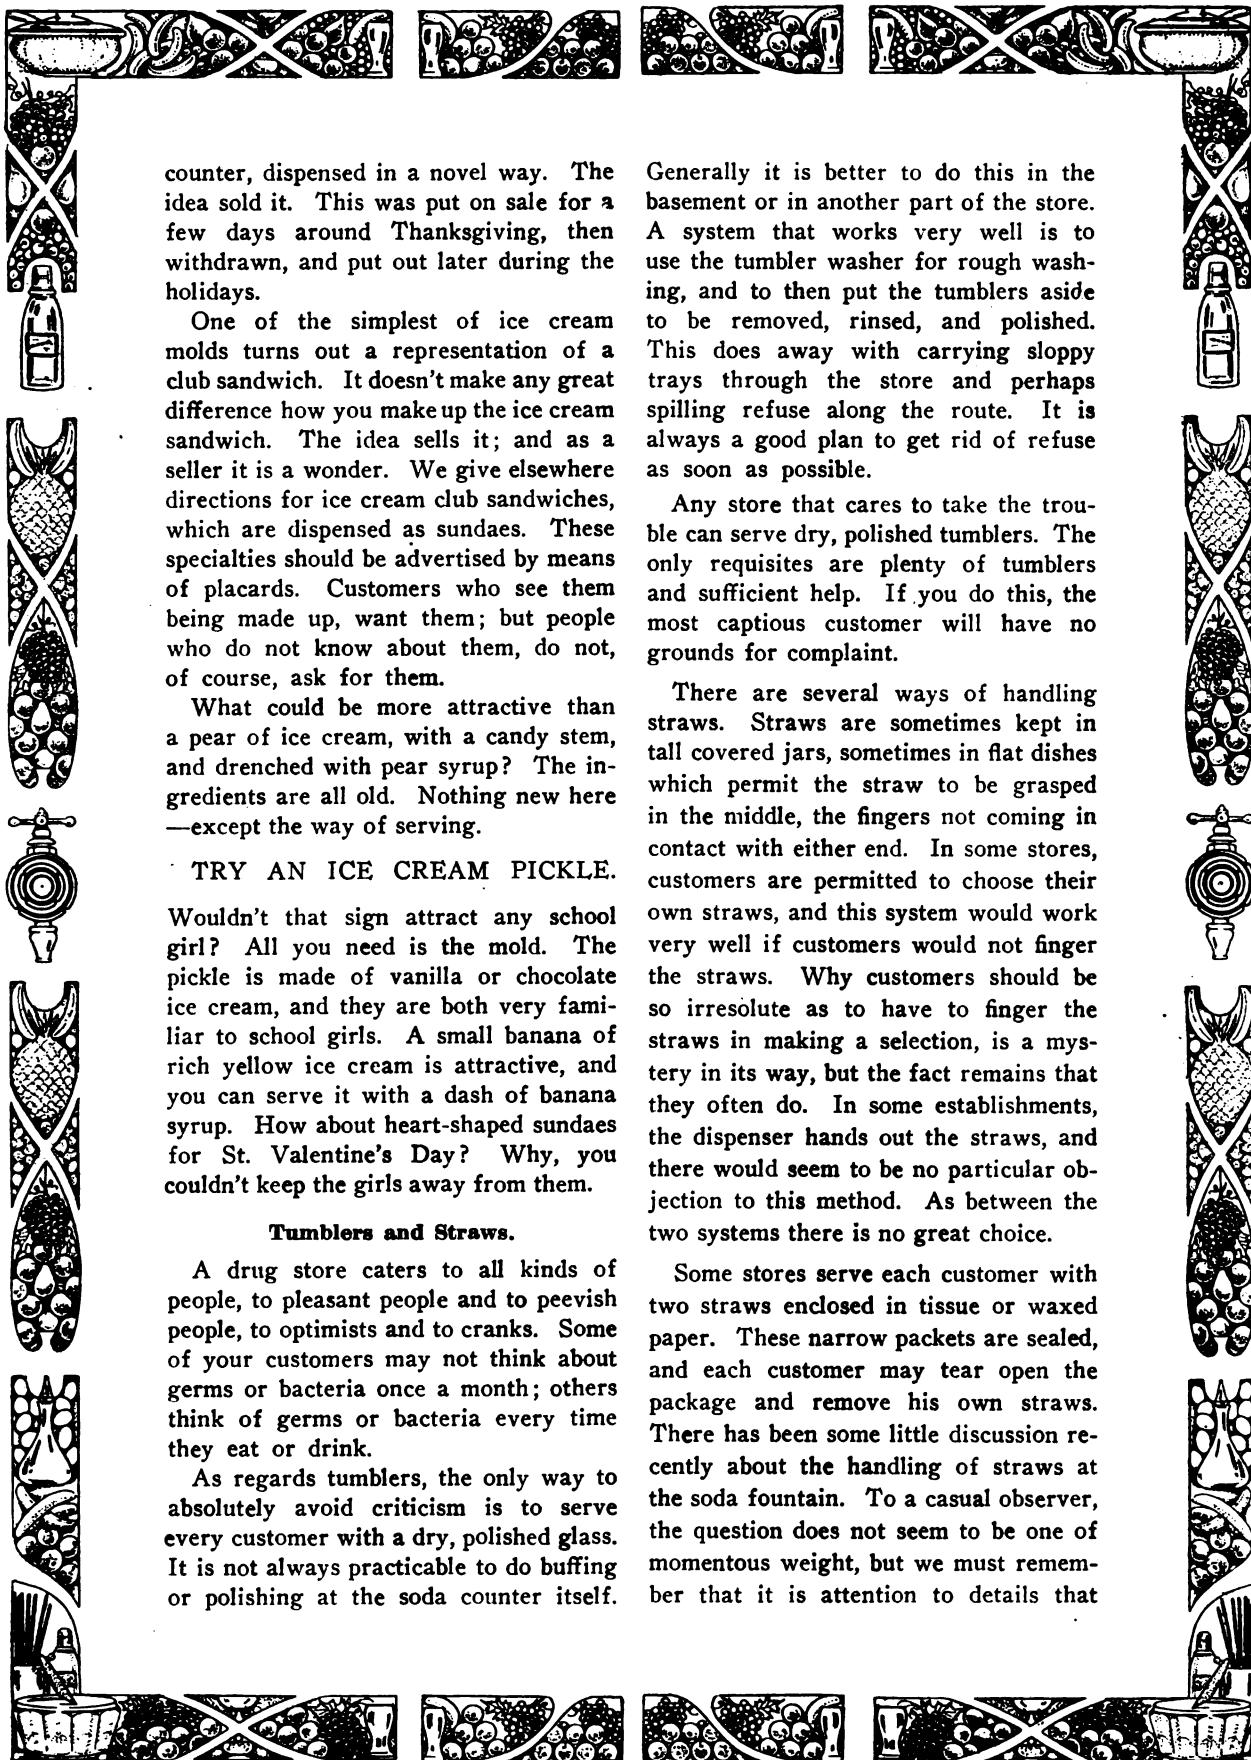 counter, dispensed in a novel way. The
idea sold it. This was put on sale for a
few days around Thanksgiving, then
withdrawn, and put out later during the
holidays.
One of the simplest of ice cream
molds turns out a representation of a
club sandwich. It doesn't make any great
difference how you make up the ice cream
sandwich. The idea sells it; and as a
seller it is a wonder. We give elsewhere
directions for ice cream club sandwiches,
which are dispensed as sundaes. These
specialties should be advertised by means
of placards. Customers who see them
being made up, want them; but people
who do not know about them, do not,
of course, ask for them.
What could be more attractive than
a pear of ice cream, with a candy stem,
and drenched with pear syrup? The in-
gredients are all old. Nothing new here
—except the way of serving.
TRY AN ICE CREAM PICKLE.
Wouldn't that sign attract any school
girl? All you need is the mold. The
pickle is made of vanilla or chocolate
ice cream, and they are both very fami-
liar to school girls. A small banana of
rich yellow ice cream is attractive, and
you can serve it with a dash of banana
syrup. How about heart-shaped sundaes
for St. Valentine's Day? Why, you
couldn't keep the girls away from them.
Tumblers and Straws.
A drug store caters to all kinds of
people, to pleasant people and to peevish
people, to optimists and to cranks. Some
of your customers may not think about
germs or bacteria once a month; others
think of germs or bacteria every time
they eat or drink.
As regards tumblers, the only way to
absolutely avoid criticism is to serve
every customer with a dry, polished glass.
It is not always practicable to do buffing
or polishing at the soda counter itself.
Generally it is better to do this in the
basement or in another part of the store.
A system that works very well is to
use the tumbler washer for rough wash-
ing, and to then put the tumblers aside
to be removed, rinsed, and polished.
This does away with carrying sloppy
trays through the store and perhaps
spilling refuse along the route. It is
always a good plan to get rid of refuse
as soon as possible.
Any store that cares to take the trou-
ble can serve dry, polished tumblers. The
only requisites are plenty of tumblers
and sufficient help. If you do this, the
most captious customer will have no
grounds for complaint.
There are several ways of handling
straws. Straws are sometimes kept in
tall covered jars, sometimes in flat dishes
which permit the straw to be grasped
in the middle, the fingers not coming in
contact with either end. In some stores,
customers are permitted to choose their
own straws, and this system would work
very well if customers would not finger
the straws. Why customers should be
so irresolute as to have to finger the
straws in making a selection, is a mys-
tery in its way, but the fact remains that
they often do. In some establishments,
the dispenser hands out the straws, and
there would seem to be no particular ob-
jection to this method. As between the
two systems there is no great choice.
Some stores serve each customer with
two straws enclosed in tissue or waxed
paper. These narrow packets are sealed,
and each customer may tear open the
package and remove his own straws.
There has been some little discussion re-
cently about the handling of straws at
the soda fountain. To a casual observer,
the question does not seem to be one of
momentous weight, but we must remem-
ber that it is attention to details that